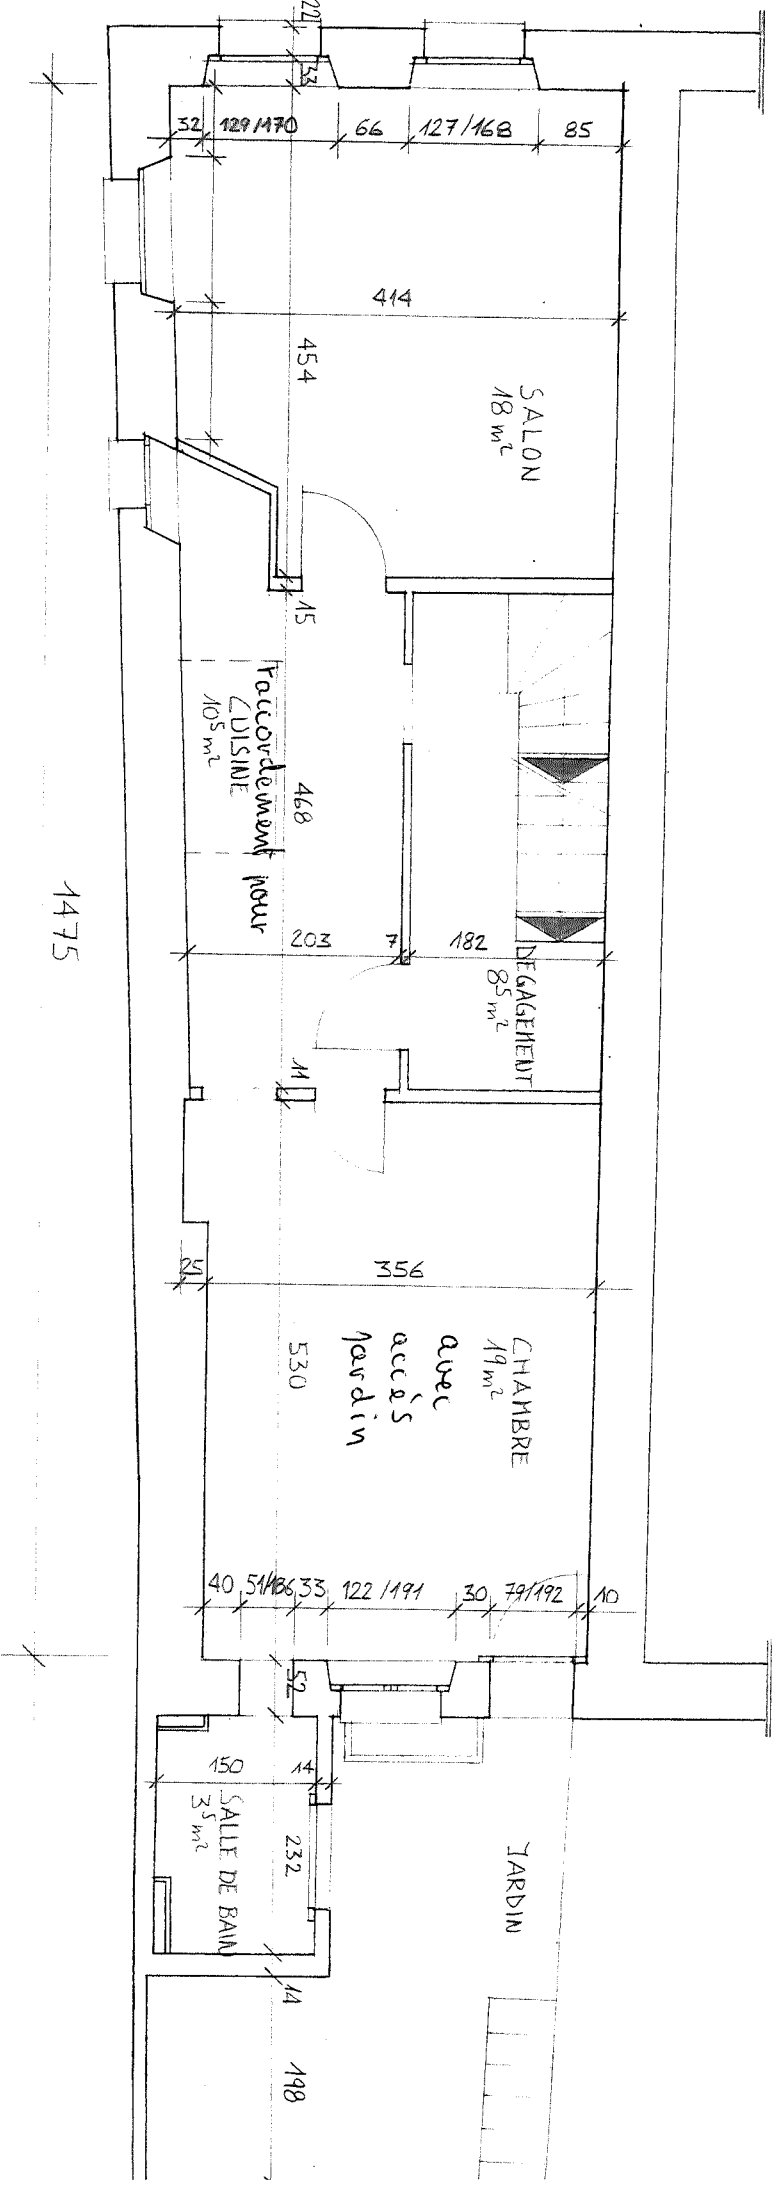 22
33
32
129/170
66
127/168
85
414
454
SALON
18 m²
15
raccordement pour
CUISINE
10⁵ m²
468
203
7
182
DEGAGEMENT
8⁵ m²
11
1475
25
356
530
CHAMBRE
19 m²
avec
accès
jardin
40
51/186
33
122/191
30
79/192
10
52
150
14
SALLE DE BAIN
3⁵ m²
232
JARDIN
14
198